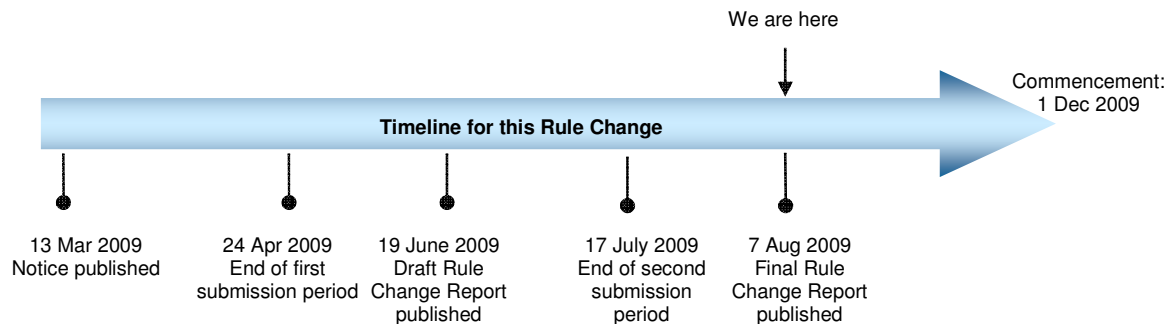 We are here
Commencement:
1 Dec 2009
Timeline for this Rule Change
13 Mar 2009
Notice published
24 Apr 2009
End of first
submission period
19 June 2009
Draft Rule
Change Report
published
17 July 2009
End of second
submission
period
7 Aug 2009
Final Rule
Change Report
published